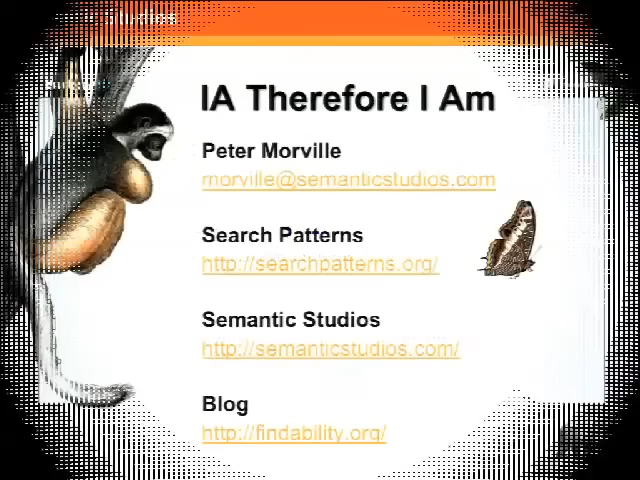 Studios
IA Therefore I Am
Peter Morville
morville@semanticstudios.com
Search Patterns
http://searchpatterns.org/
Semantic Studios
http://semanticstudios.com/
Blog
http://findability.org/